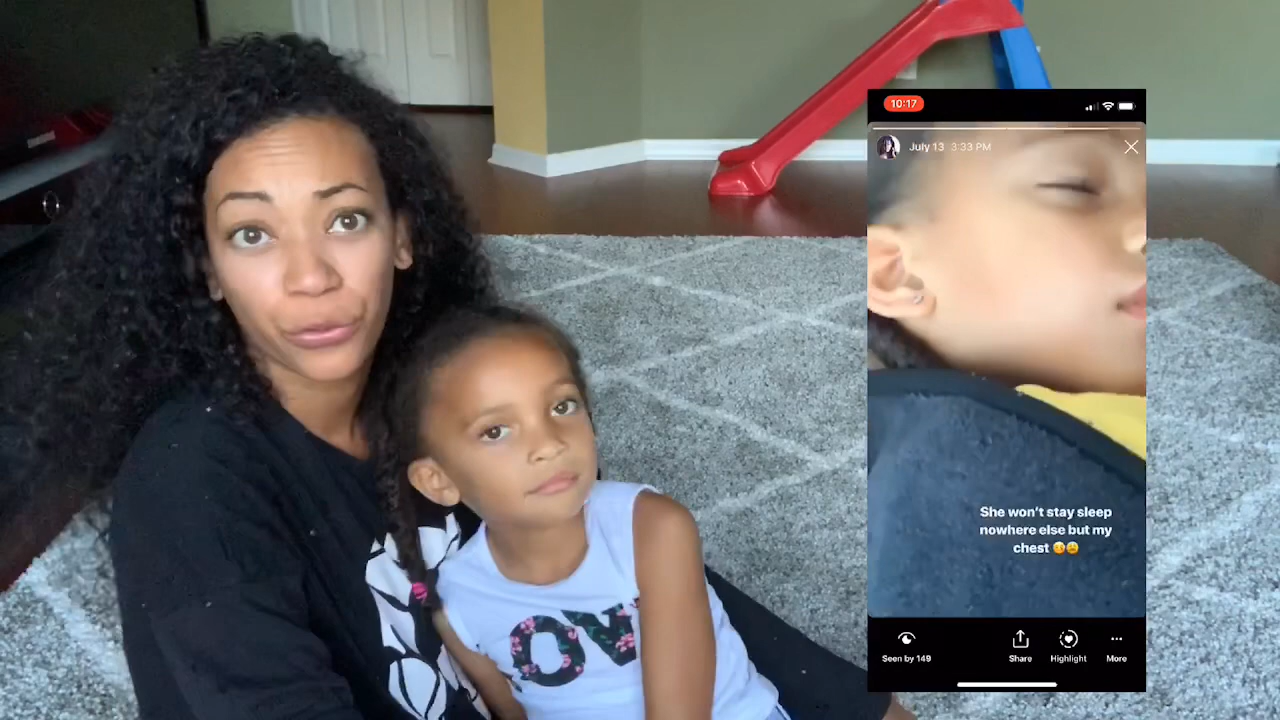 10:17
July 13 3:33 PM
She won't stay sleep
nowhere else but my
chest 🤒😩
Seen by 149
Share
Highlight
More
OV